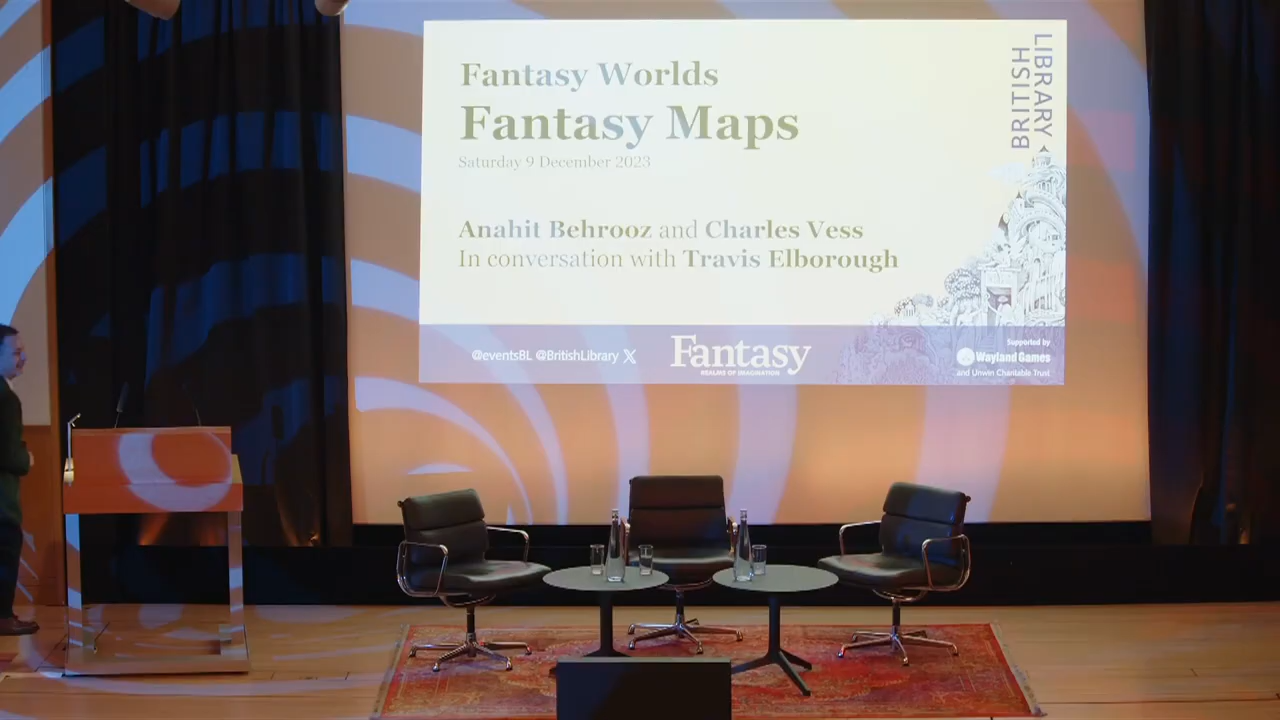 Fantasy Worlds
Fantasy Maps
Saturday 9 December 2023
Anahit Behrooz and Charles Vess
In conversation with Travis Elborough
BRITISH
LIBRARY
@eventsBL @BritishLibrary X
Fantasy
REALMS OF IMAGINATION
Supported by
Wayland Games
and Unwin Charitable Trust